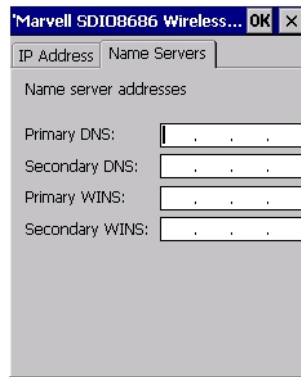 'Marvell SDIO8686 Wireless... OK ×
IP Address Name Servers
Name server addresses
Primary DNS: . . .
Secondary DNS: . . .
Primary WINS: . . .
Secondary WINS: . . .